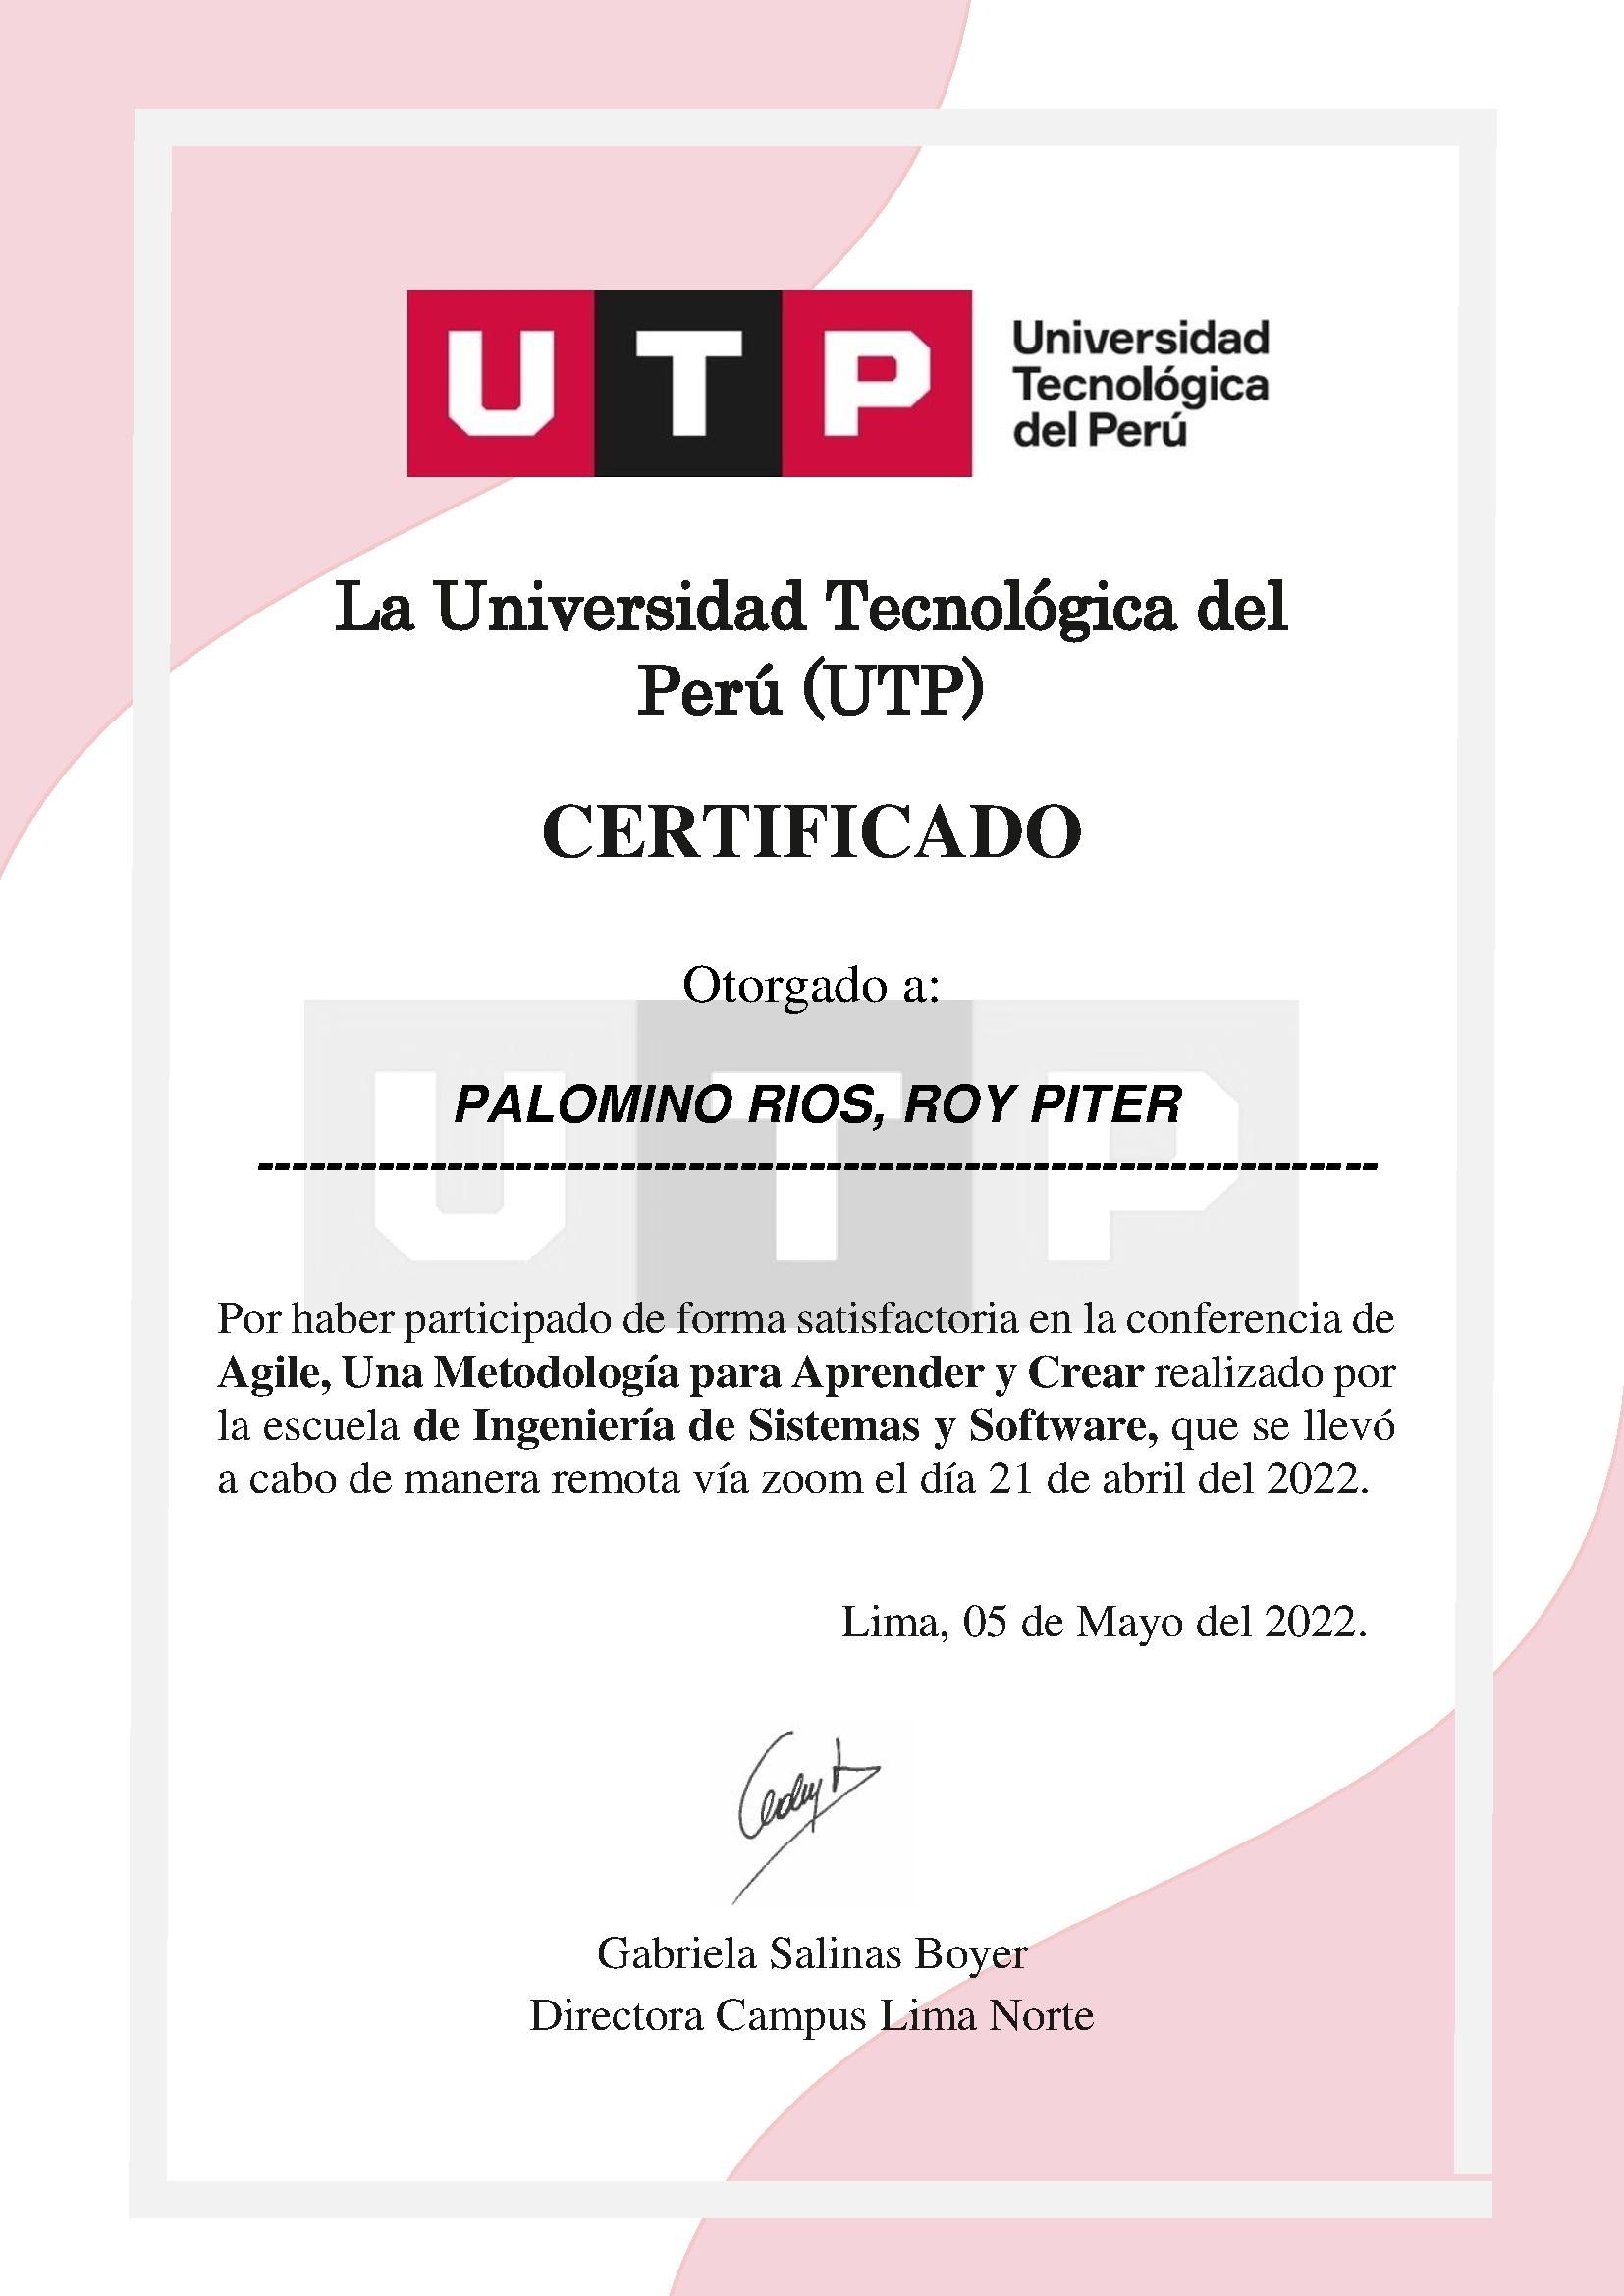 UTP
Universidad
Tecnológica
del Perú
La Universidad Tecnológica del
Perú (UTP)
CERTIFICADO
Otorgado a:
PALOMINO RIOS, ROY PITER
-----------------------------------------------------------------
UTP
Por haber participado de forma satisfactoria en la conferencia de
Agile, Una Metodología para Aprender y Crear realizado por
la escuela de Ingeniería de Sistemas y Software, que se llevó
a cabo de manera remota vía zoom el día 21 de abril del 2022.
Lima, 05 de Mayo del 2022.
Gabriela Salinas Boyer
Directora Campus Lima Norte